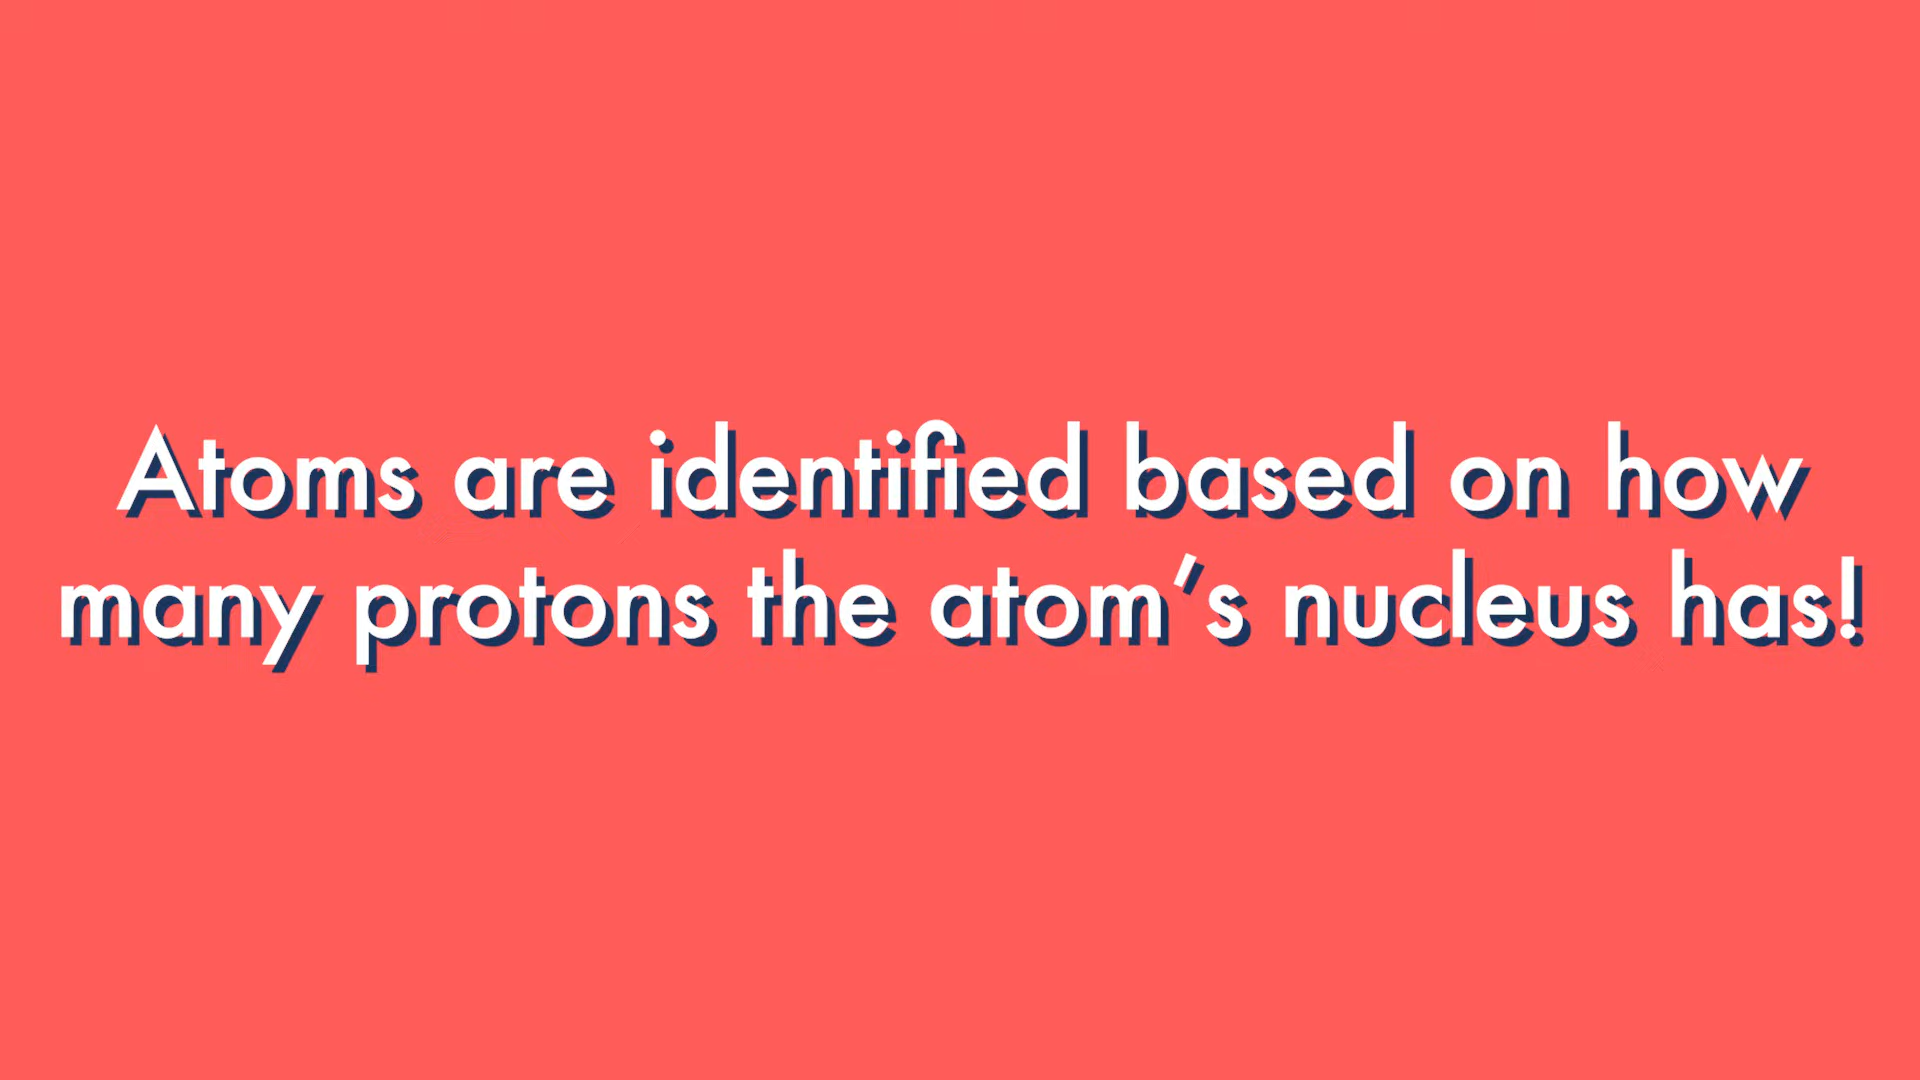 Atoms are identified based on how
many protons the atom's nucleus has!